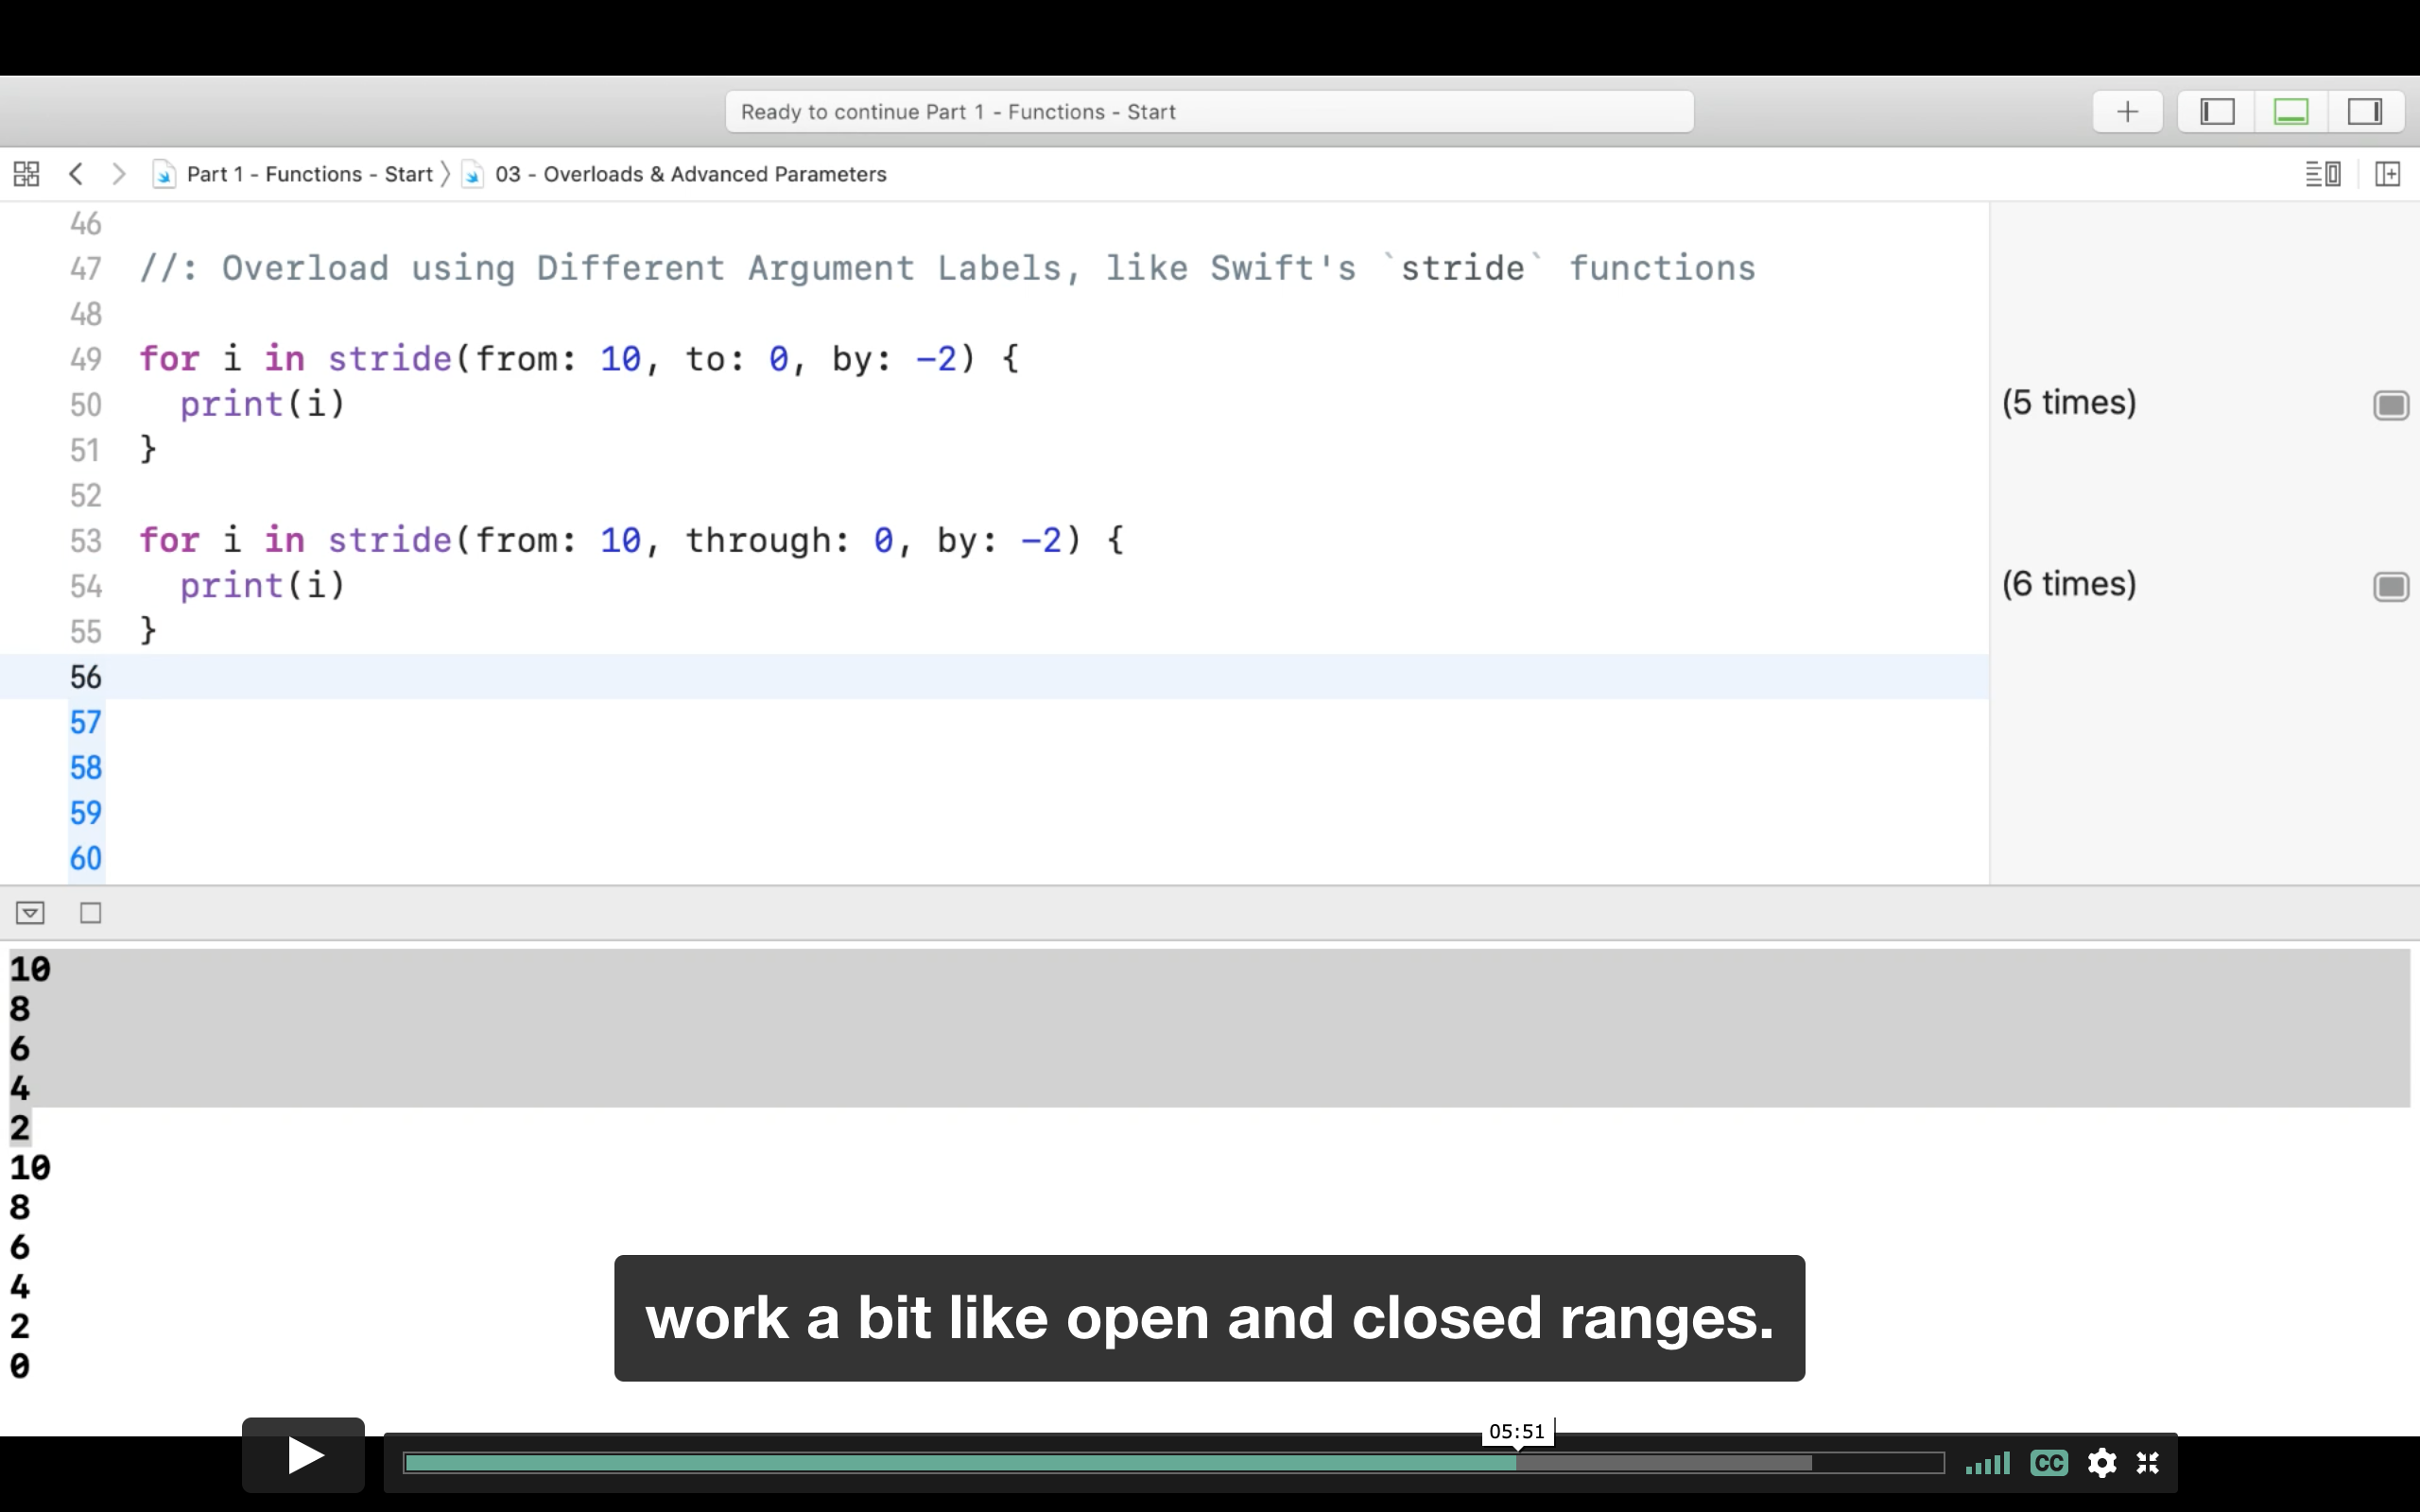 Ready to continue Part 1 - Functions - Start
Part 1 - Functions - Start 〉 03 - Overloads & Advanced Parameters
46
47 //: Overload using Different Argument Labels, like Swift's `stride` functions
48
49 for i in stride(from: 10, to: 0, by: -2) {
50 print(i) (5 times)
51 }
52
53 for i in stride(from: 10, through: 0, by: -2) {
54 print(i) (6 times)
55 }
56
57
58
59
60
10
8
6
4
2
10
8
6
4
2
0
work a bit like open and closed ranges.
05:51
CC